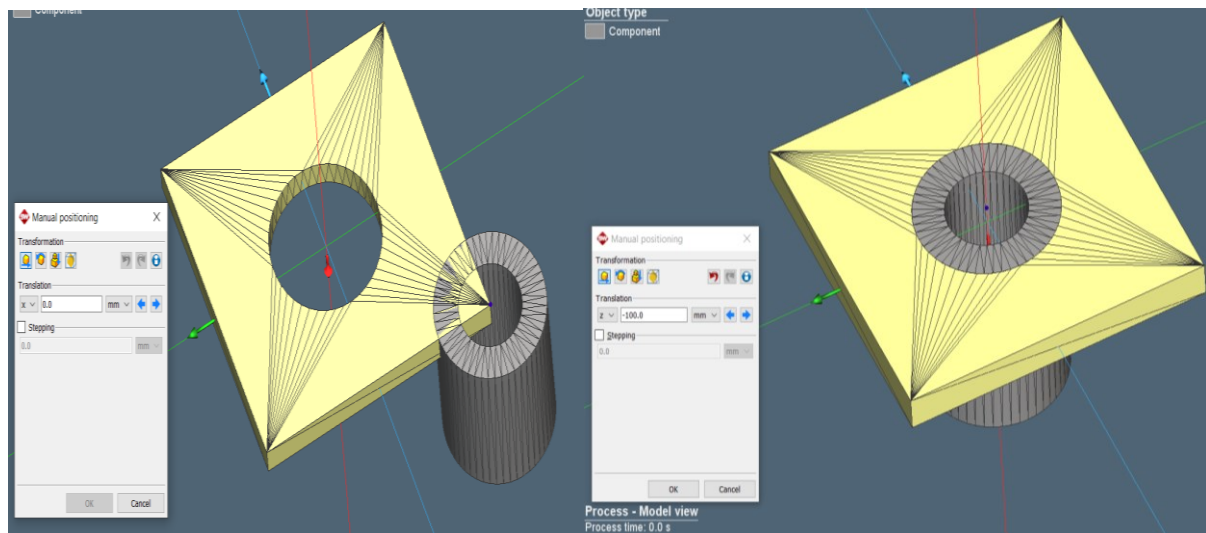 Component
Manual positioning
Transformation
Translation
x 0.0 mm
Stepping
0.0 mm
OK Cancel
Object type
Component
Manual positioning
Transformation
Translation
z -100.0 mm
Stepping
0.0 mm
OK Cancel
Process - Model view
Process time: 0.0 s